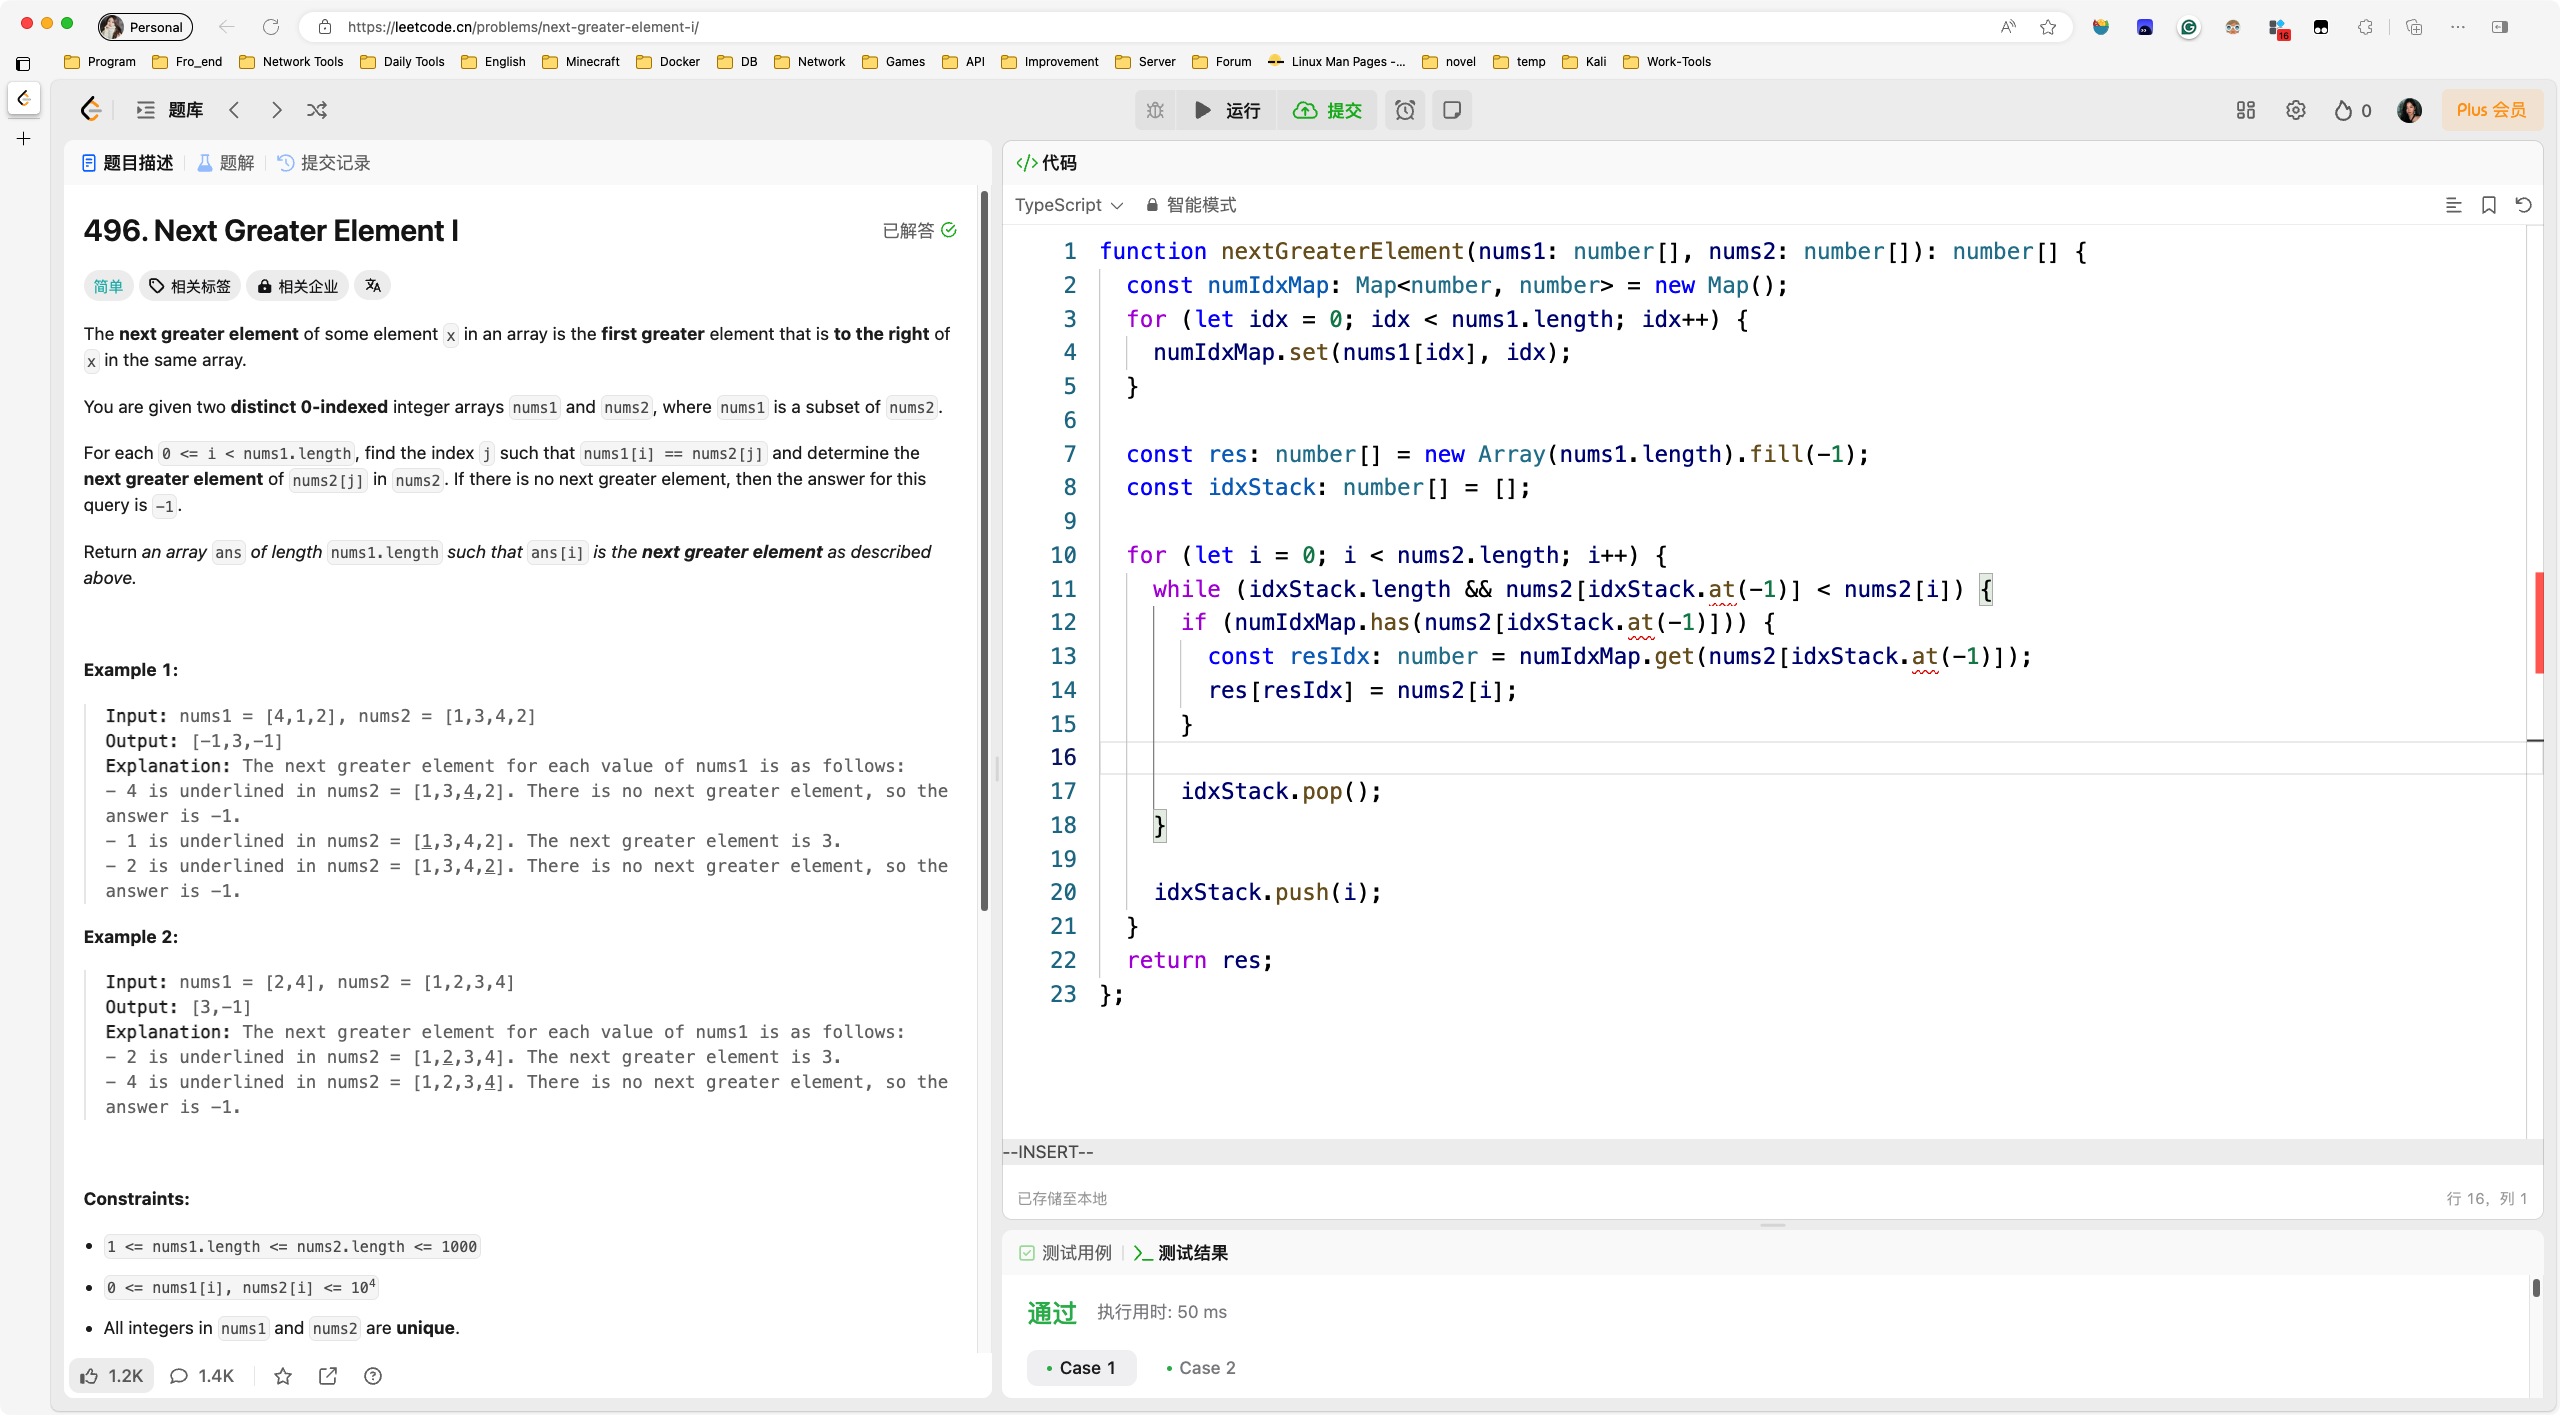 Personal
https://leetcode.cn/problems/next-greater-element-i/
16
Program
Fro_end
Network Tools
Daily Tools
English
Minecraft
Docker
DB
Network
Games
API
Improvement
Server
Forum
Linux Man Pages -...
novel
temp
Kali
Work-Tools
题库
运行
提交
0
Plus 会员
题目描述
题解
提交记录
496. Next Greater Element I
已解答
简单
相关标签
相关企业
The next greater element of some element x in an array is the first greater element that is to the right of
x in the same array.
You are given two distinct 0-indexed integer arrays nums1 and nums2, where nums1 is a subset of nums2.
For each 0 <= i < nums1.length, find the index j such that nums1[i] == nums2[j] and determine the
next greater element of nums2[j] in nums2. If there is no next greater element, then the answer for this
query is -1.
Return an array ans of length nums1.length such that ans[i] is the next greater element as described
above.
Example 1:
Input: nums1 = [4,1,2], nums2 = [1,3,4,2]
Output: [-1,3,-1]
Explanation: The next greater element for each value of nums1 is as follows:
- 4 is underlined in nums2 = [1,3,4,2]. There is no next greater element, so the
answer is -1.
- 1 is underlined in nums2 = [1,3,4,2]. The next greater element is 3.
- 2 is underlined in nums2 = [1,3,4,2]. There is no next greater element, so the
answer is -1.
Example 2:
Input: nums1 = [2,4], nums2 = [1,2,3,4]
Output: [3,-1]
Explanation: The next greater element for each value of nums1 is as follows:
- 2 is underlined in nums2 = [1,2,3,4]. The next greater element is 3.
- 4 is underlined in nums2 = [1,2,3,4]. There is no next greater element, so the
answer is -1.
Constraints:
• 1 <= nums1.length <= nums2.length <= 1000
• 0 <= nums1[i], nums2[i] <= 10⁴
• All integers in nums1 and nums2 are unique.
1.2K
1.4K
</> 代码
TypeScript
智能模式
1 function nextGreaterElement(nums1: number[], nums2: number[]): number[] {
2   const numIdxMap: Map<number, number> = new Map();
3   for (let idx = 0; idx < nums1.length; idx++) {
4     numIdxMap.set(nums1[idx], idx);
5   }
6
7   const res: number[] = new Array(nums1.length).fill(-1);
8   const idxStack: number[] = [];
9
10   for (let i = 0; i < nums2.length; i++) {
11     while (idxStack.length && nums2[idxStack.at(-1)] < nums2[i]) {
12       if (numIdxMap.has(nums2[idxStack.at(-1)])) {
13         const resIdx: number = numIdxMap.get(nums2[idxStack.at(-1)]);
14         res[resIdx] = nums2[i];
15       }
16
17       idxStack.pop();
18     }
19
20     idxStack.push(i);
21   }
22   return res;
23 };
--INSERT--
已存储至本地
行 16, 列 1
测试用例
测试结果
通过
执行用时: 50 ms
Case 1
Case 2